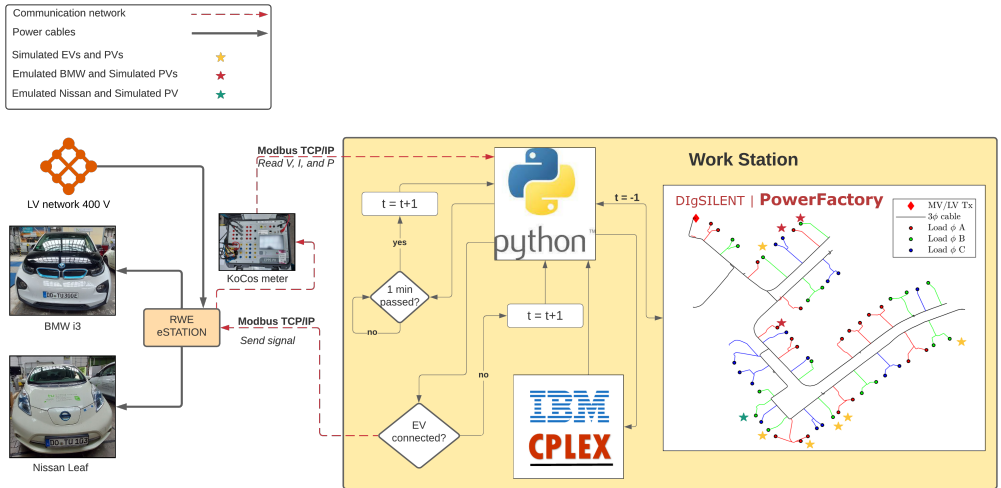 Communication network
Power cables
Simulated EVs and PVs
Emulated BMW and Simulated PVs
Emulated Nissan and Simulated PV
LV network 400 V
BMW i3
RWE
eSTATION
Nissan Leaf
KoCos meter
Modbus TCP/IP
Read V, I, and P
Modbus TCP/IP
Send signal
Work Station
t = t+1
yes
1 min
passed?
no
python™
t = -1
t = t+1
no
EV
connected?
IBM
CPLEX
DIgSILENT | PowerFactory
MV/LV Tx
3ϕ cable
Load ϕ A
Load ϕ B
Load ϕ C